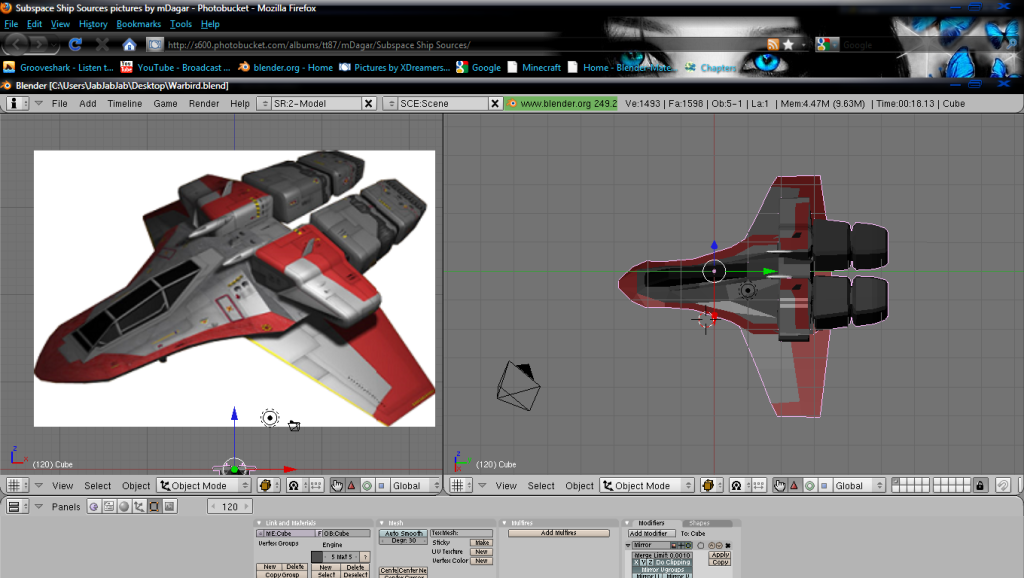 Subspace Ship Sources pictures by mDagar - Photobucket - Mozilla Firefox
File Edit View History Bookmarks Tools Help
http://s600.photobucket.com/albums/tt87/mDagar/Subspace Ship Sources/ Google
Grooveshark - Listen t... YouTube - Broadcast ... blender.org - Home Pictures by XDreamers... Google Minecraft Home - Blender-Mate... Chapters
Blender [C:\Users\JabJabJab\Desktop\Warbird.blend]
File Add Timeline Game Render Help SR:2-Model SCE:Scene www.blender.org 249.2 Ve:1493 | Fa:1598 | Ob:5-1 | La:1 | Mem:4.47M (9.63M) | Time:00:16.13 | Cube
z
x
(120) Cube
z
y
(120) Cube
View Select Object Object Mode Global
View Select Object Object Mode Global
Panels 120
Link and Materials Mesh Multires Modifiers Shapes
ME:Cube F OB:Cube Auto Smooth TexMesh: Add Multires Add Modifier To: Cube
Vertex Groups Engine Degr: 30 Sticky Make Mirror
5 Mat 5 ? UV Texture New Merge Limit: 0.0010 Apply
Vertex Color New X Y Z Do Clipping Copy
New Delete New Delete Mirror Vgroups
Copy Group Select Deselect Center Center New Mirror U Mirror V
Center Cursor